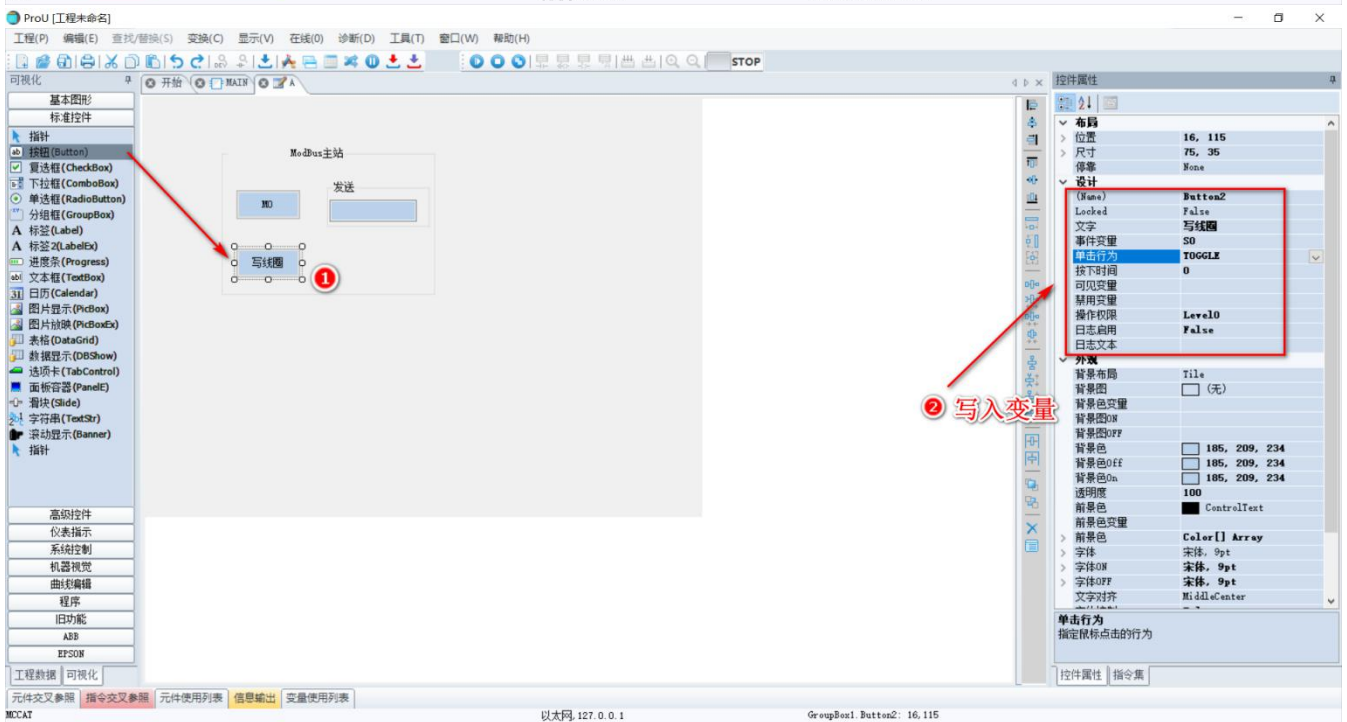 ProU [工程未命名]
工程(P) 编辑(E) 查找/替换(S) 变换(C) 显示(V) 在线(O) 诊断(D) 工具(T) 窗口(W) 帮助(H)
STOP
可视化
基本图形
标准控件
指针
按钮(Button)
复选框(CheckBox)
下拉框(ComboBox)
单选框(RadioButton)
分组框(GroupBox)
标签(Label)
标签2(LabelEx)
进度条(Progress)
文本框(TextBox)
日历(Calendar)
图片显示(PicBox)
图片放映(PicBoxEx)
表格(DataGrid)
数据显示(DBShow)
选项卡(TabControl)
面板容器(PanelE)
滑块(Slide)
字符串(TextStr)
滚动显示(Banner)
指针
高级控件
仪表指示
系统控制
机器视觉
曲线编辑
程序
旧功能
ABB
EPSON
工程数据 可视化
开始 MAIN A
ModBus主站
M0
发送
写线圈
1
2 写入变量
控件属性
布局
位置 16, 115
尺寸 75, 35
停靠 None
设计
(Name) Button2
Locked False
文字 写线圈
事件变量 S0
单击行为 TOGGLE
按下时间 0
可见变量
禁用变量
操作权限 Level0
日志启用 False
日志文本
外观
背景布局 Tile
背景图 (无)
背景色变量
背景图ON
背景图OFF
背景色 185, 209, 234
背景色Off 185, 209, 234
背景色On 185, 209, 234
透明度 100
前景色 ControlText
前景色变量
前景色 Color[] Array
字体 宋体, 9pt
字体ON 宋体, 9pt
字体OFF 宋体, 9pt
文字对齐 MiddleCenter
单击行为
指定鼠标点击的行为
控件属性 指令集
元件交叉参照 指令交叉参照 元件使用列表 信息输出 变量使用列表
MCCAT 以太网,127.0.0.1 GroupBox1.Button2: 16,115